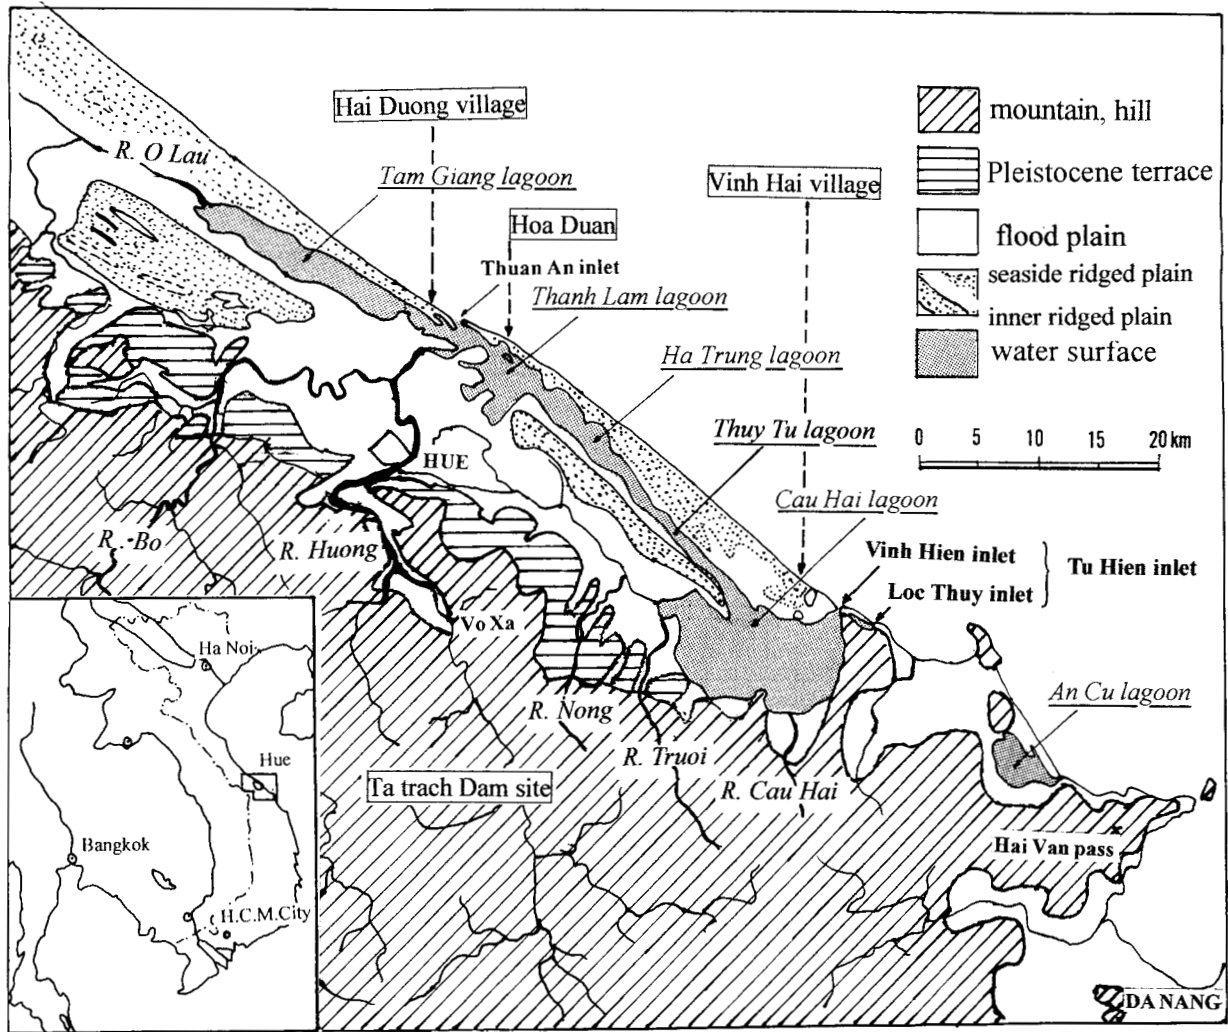 Hai Duong village
R. O Lau
Tam Giang lagoon
Vinh Hai village
Hoa Duan
Thuan An inlet
Thanh Lam lagoon
Ha Trung lagoon
Thuy Tu lagoon
Cau Hai lagoon
Vinh Hien inlet
Loc Thuy inlet
Tu Hien inlet
An Cu lagoon
HUE
R. Bo
R. Huong
Vo Xa
R. Nong
R. Truoi
R. Cau Hai
Ta trach Dam site
Hai Van pass
DA NANG
mountain, hill
Pleistocene terrace
flood plain
seaside ridged plain
inner ridged plain
water surface
0 5 10 15 20 km
Ha Noi
Hue
Bangkok
H.C.M.City